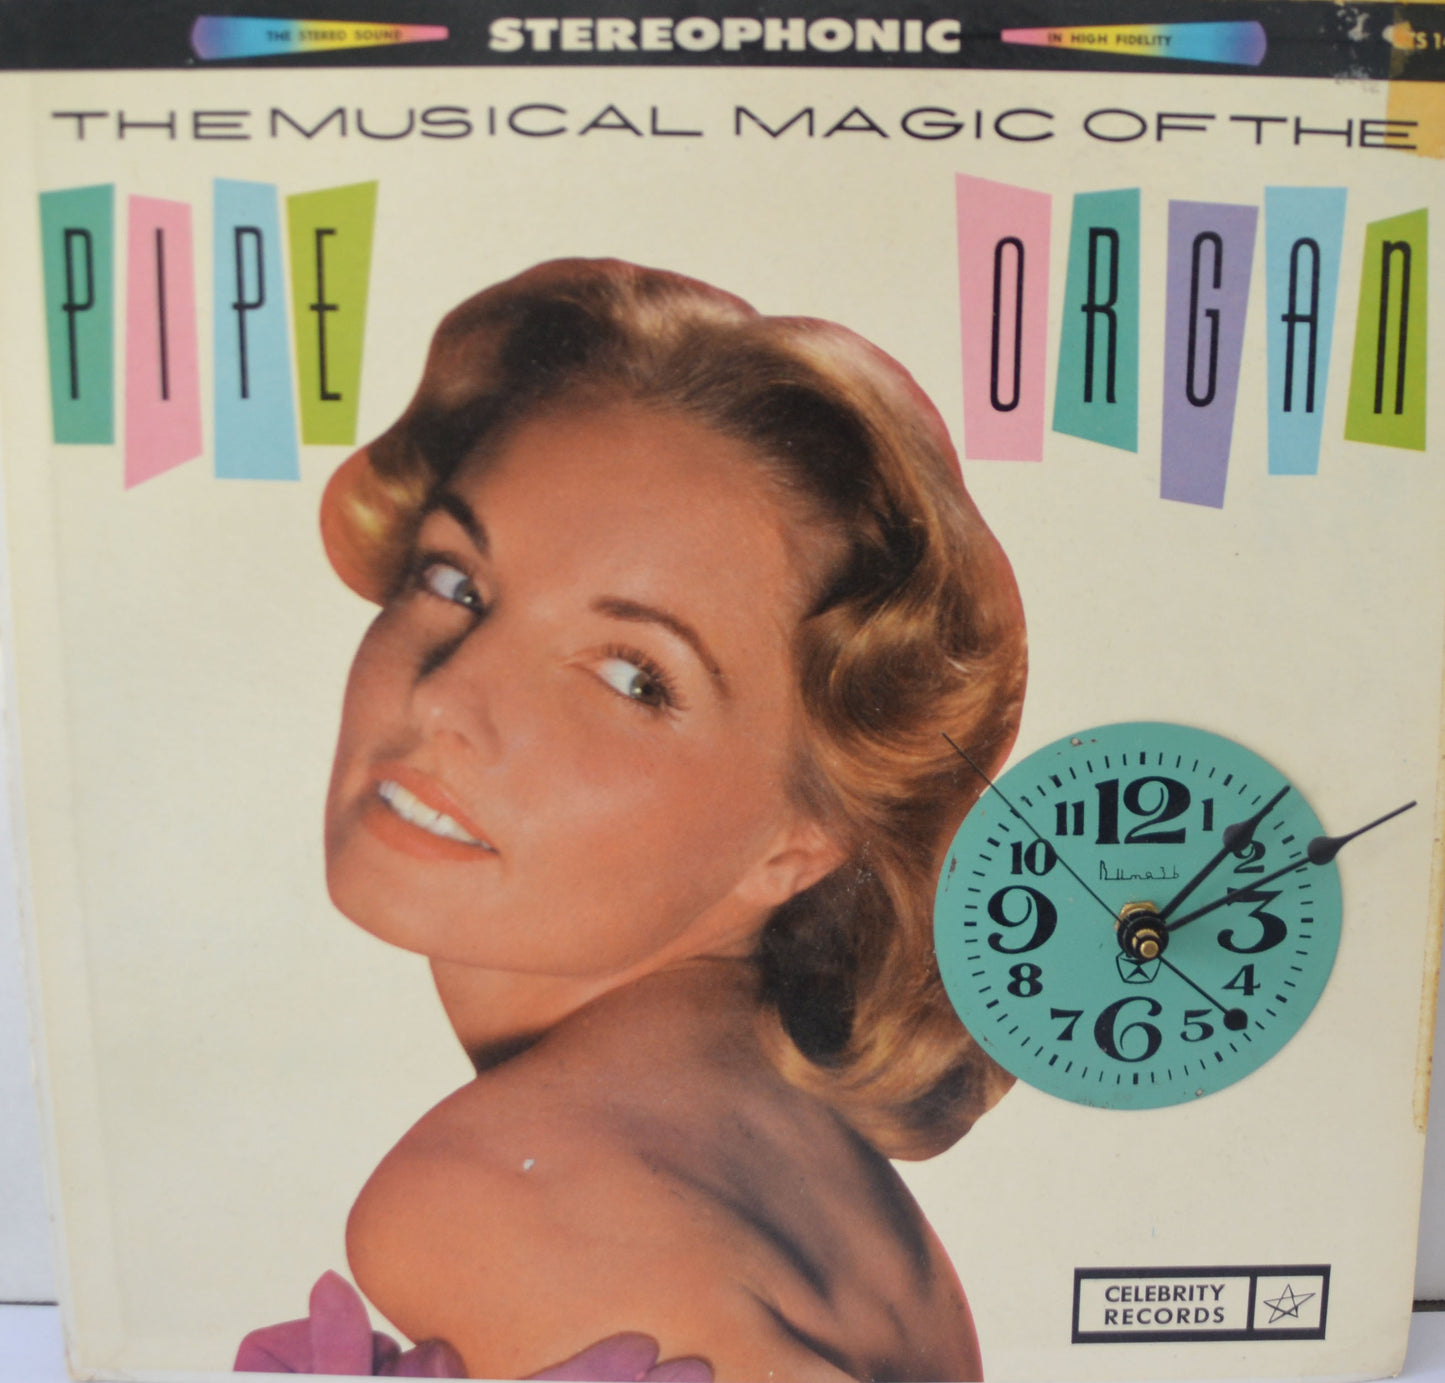 THE STEREO SOUND STEREOPHONIC IN HIGH FIDELITY
THE MUSICAL MAGIC OF THE
PIPE ORGAN
12
11 1
10 2
9 3
8 4
7 5
6
CELEBRITY
RECORDS